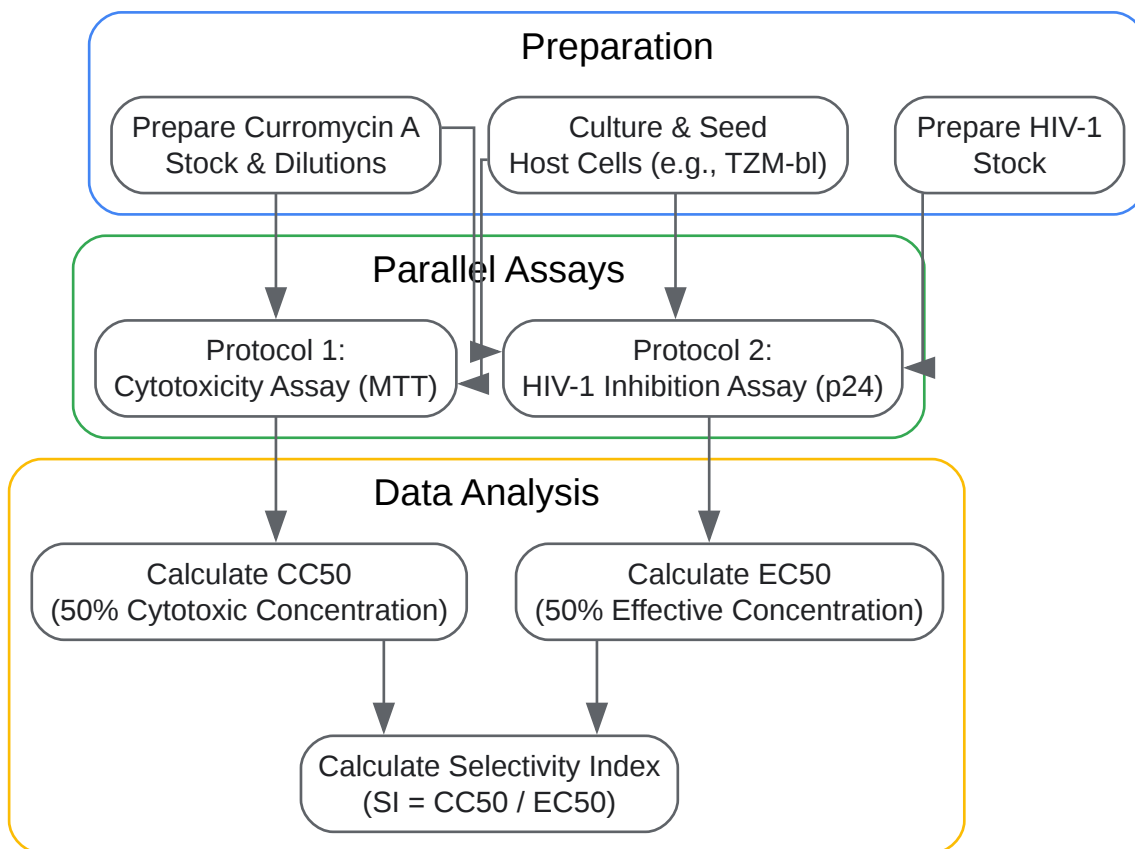 Preparation
Prepare Curromycin A
Stock & Dilutions
Culture & Seed
Host Cells (e.g., TZM-bl)
Prepare HIV-1
Stock
Parallel Assays
Protocol 1:
Cytotoxicity Assay (MTT)
Protocol 2:
HIV-1 Inhibition Assay (p24)
Data Analysis
Calculate CC50
(50% Cytotoxic Concentration)
Calculate EC50
(50% Effective Concentration)
Calculate Selectivity Index
(SI = CC50 / EC50)